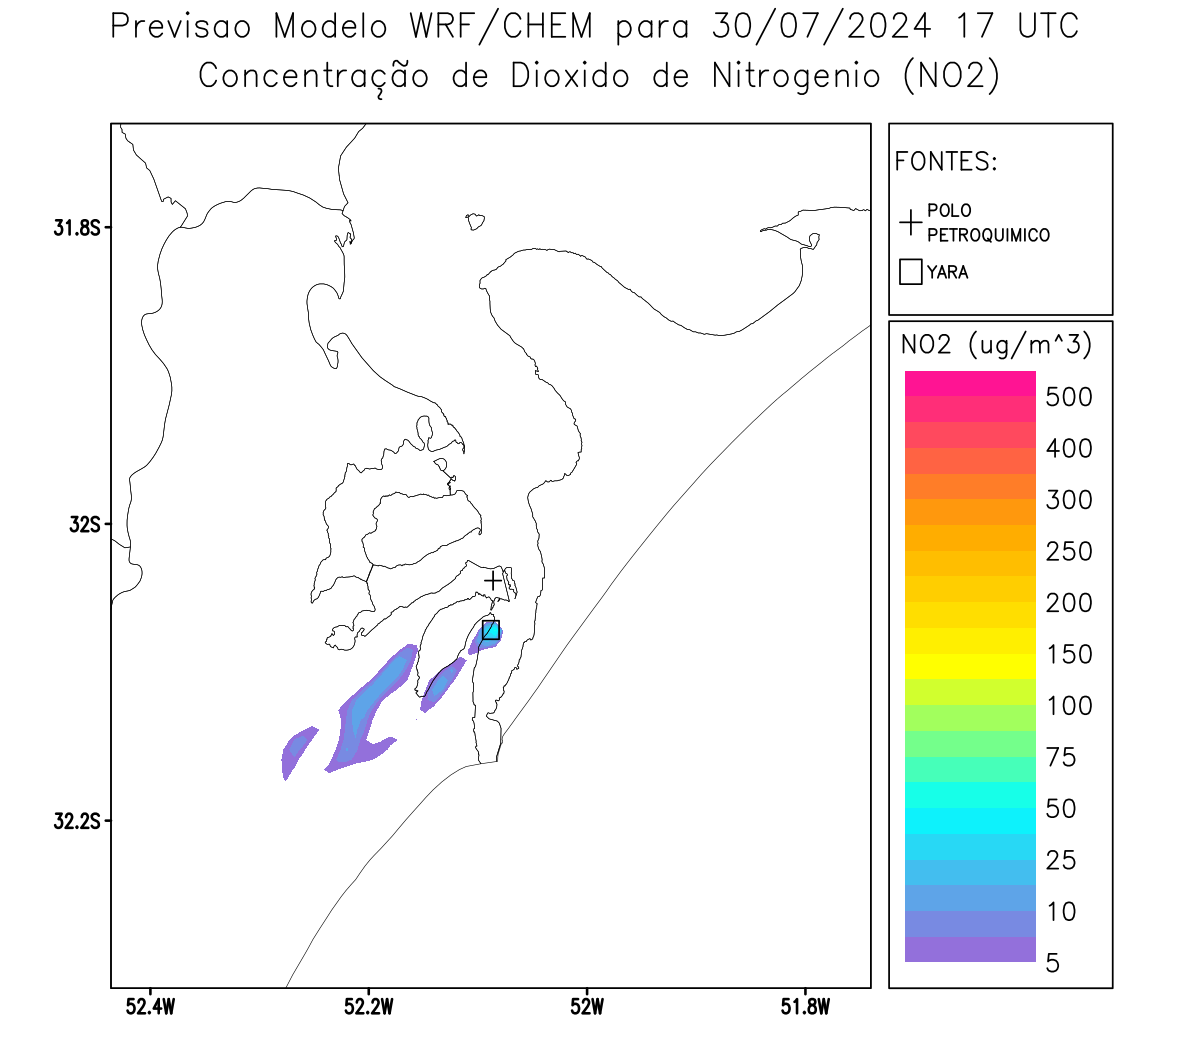 Previsao Modelo WRF/CHEM para 30/07/2024 17 UTC
Concentração de Dioxido de Nitrogenio (NO2)
FONTES:
POLO
PETROQUIMICO
YARA
NO2 (ug/m^3)
500
400
300
250
200
150
100
75
50
25
10
5
31.8S
32S
32.2S
52.4W
52.2W
52W
51.8W